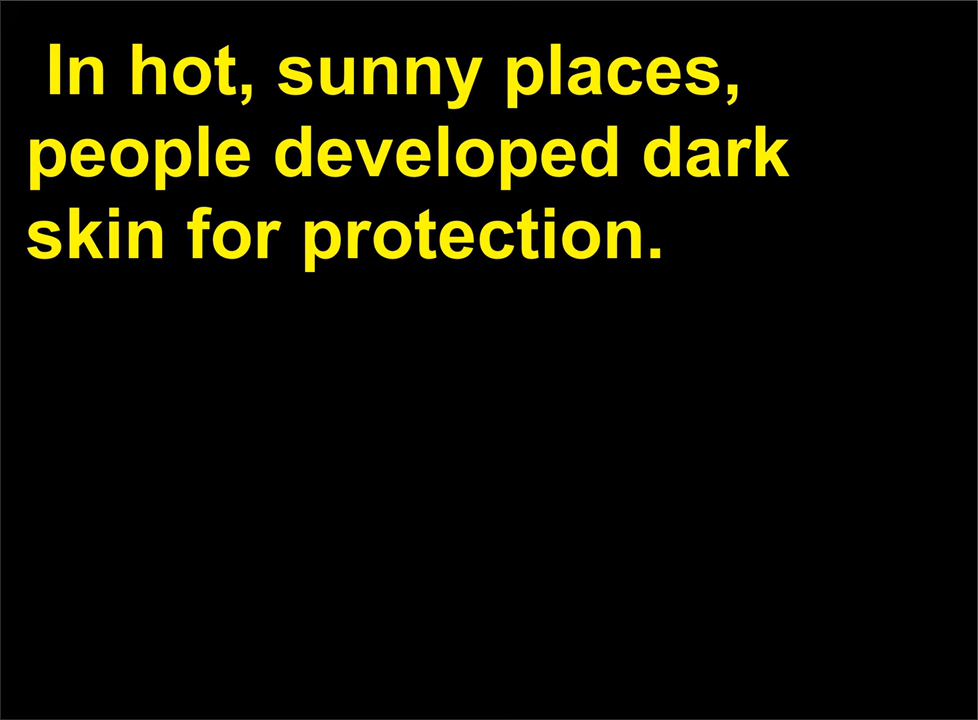 In hot, sunny places,
people developed dark
skin for protection.